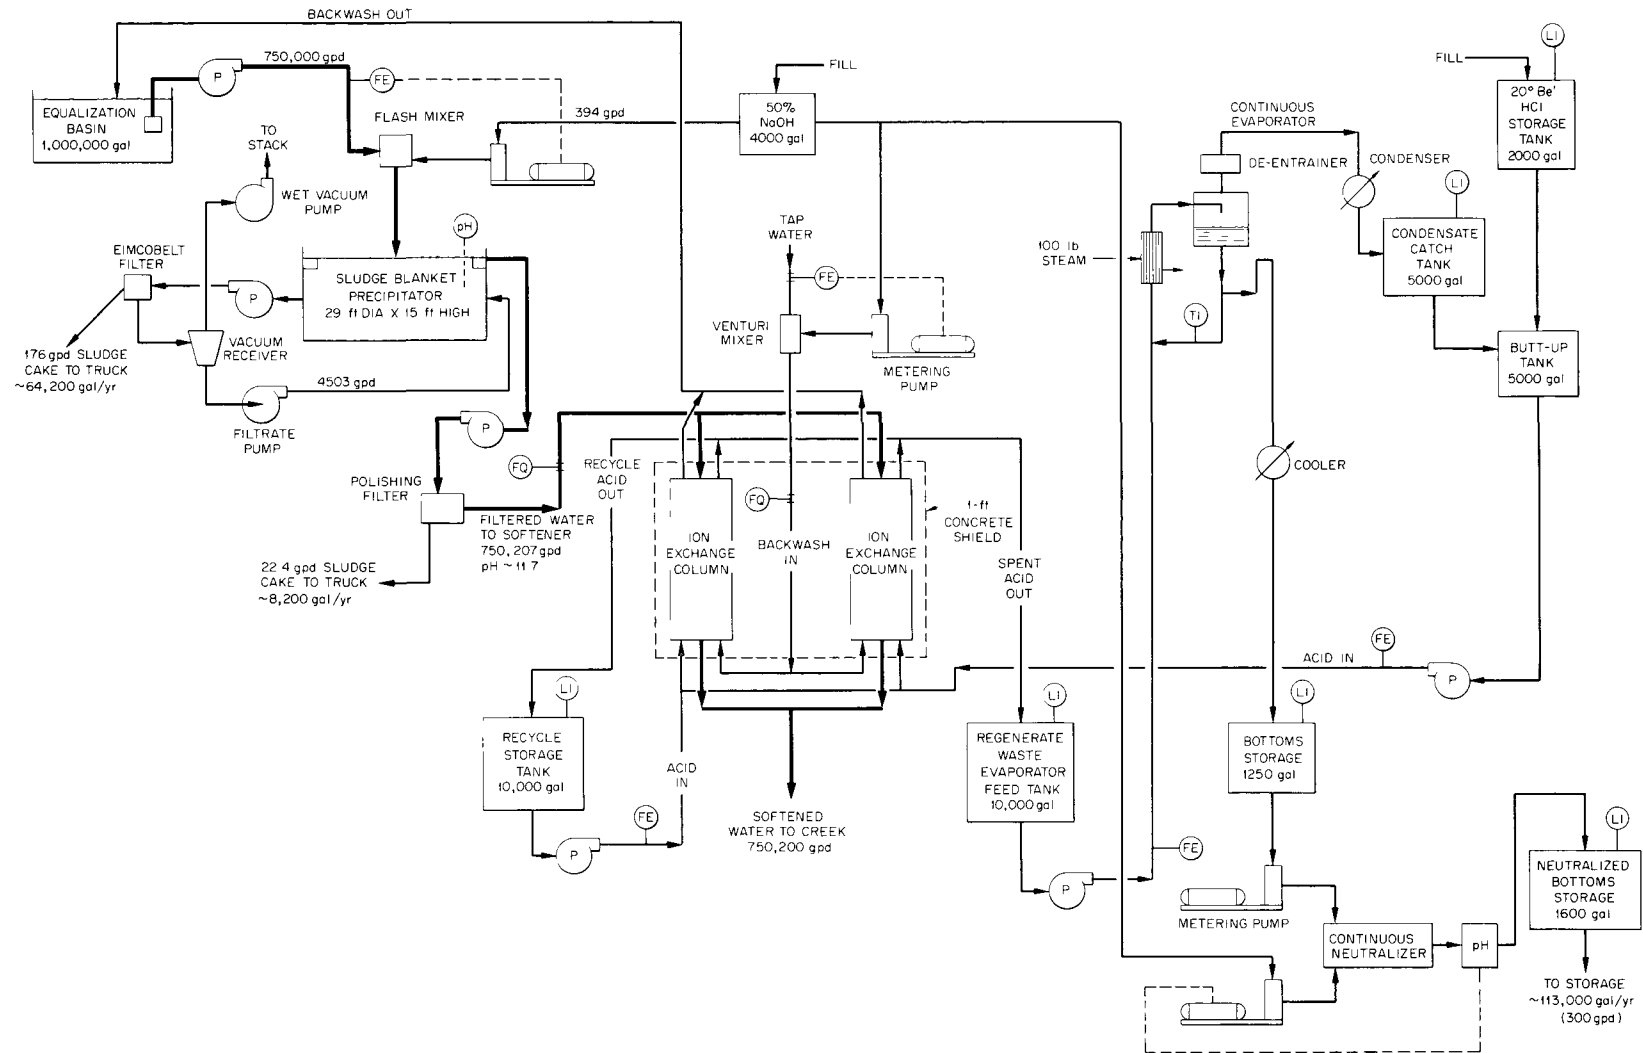 BACKWASH OUT
750,000 gpd
P
FE
EQUALIZATION
BASIN
1,000,000 gal
FLASH MIXER
394 gpd
FILL
50%
NaOH
4000 gal
TO
STACK
WET VACUUM
PUMP
pH
EIMCOBELT
FILTER
P
SLUDGE BLANKET
PRECIPITATOR
29 ft DIA X 15 ft HIGH
VACUUM
RECEIVER
176 gpd SLUDGE
CAKE TO TRUCK
~64,200 gal/yr
4503 gpd
FILTRATE
PUMP
P
POLISHING
FILTER
FQ
FILTERED WATER
TO SOFTENER
750,207 gpd
pH ~11.7
22.4 gpd SLUDGE
CAKE TO TRUCK
~8,200 gal/yr
TAP
WATER
FE
VENTURI
MIXER
METERING
PUMP
RECYCLE
ACID
OUT
FQ
ION
EXCHANGE
COLUMN
BACKWASH
IN
ION
EXCHANGE
COLUMN
1-ft
CONCRETE
SHIELD
SPENT
ACID
OUT
LI
RECYCLE
STORAGE
TANK
10,000 gal
P
FE
ACID
IN
SOFTENED
WATER TO CREEK
750,200 gpd
LI
REGENERATE
WASTE
EVAPORATOR
FEED TANK
10,000 gal
P
FE
CONTINUOUS
EVAPORATOR
DE-ENTRAINER
CONDENSER
100 lb
STEAM
TI
COOLER
LI
CONDENSATE
CATCH
TANK
5000 gal
FILL
LI
20° Be'
HCl
STORAGE
TANK
2000 gal
BUTT-UP
TANK
5000 gal
ACID IN
FE
P
LI
BOTTOMS
STORAGE
1250 gal
METERING PUMP
CONTINUOUS
NEUTRALIZER
pH
LI
NEUTRALIZED
BOTTOMS
STORAGE
1600 gal
TO STORAGE
~113,000 gal/yr
(300 gpd)